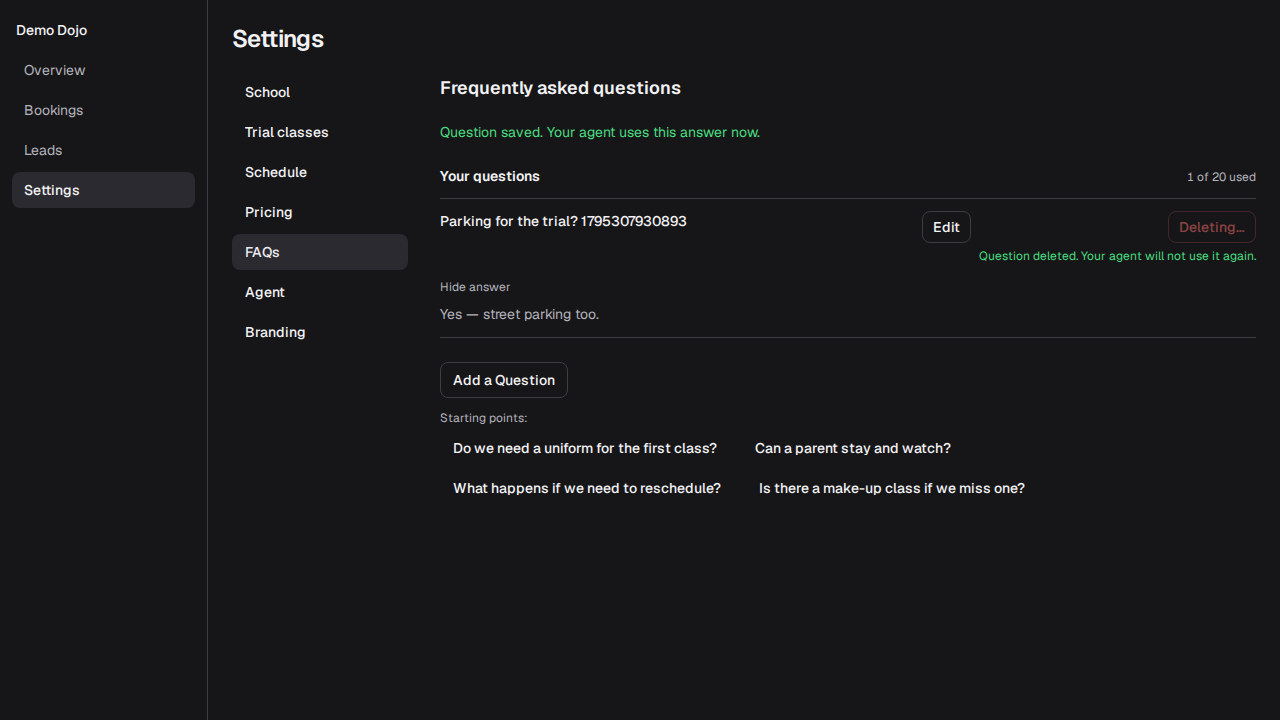 Demo Dojo
Overview
Bookings
Leads
Settings
Settings
School
Trial classes
Schedule
Pricing
FAQs
Agent
Branding
Frequently asked questions
Question saved. Your agent uses this answer now.
Your questions
1 of 20 used
Parking for the trial? 1795307930893
Edit
Deleting…
Question deleted. Your agent will not use it again.
Hide answer
Yes — street parking too.
Add a Question
Starting points:
Do we need a uniform for the first class?
Can a parent stay and watch?
What happens if we need to reschedule?
Is there a make-up class if we miss one?